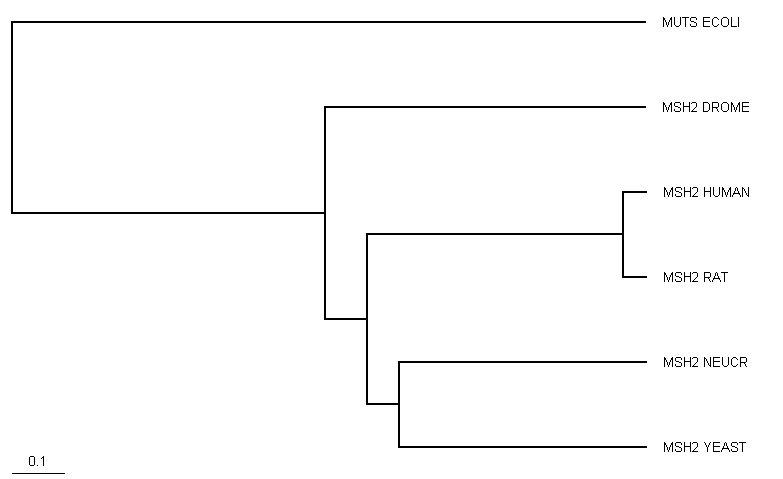 MUTS ECOLI
MSH2 DROME
MSH2 HUMAN
MSH2 RAT
MSH2 NEUCR
MSH2 YEAST
0.1